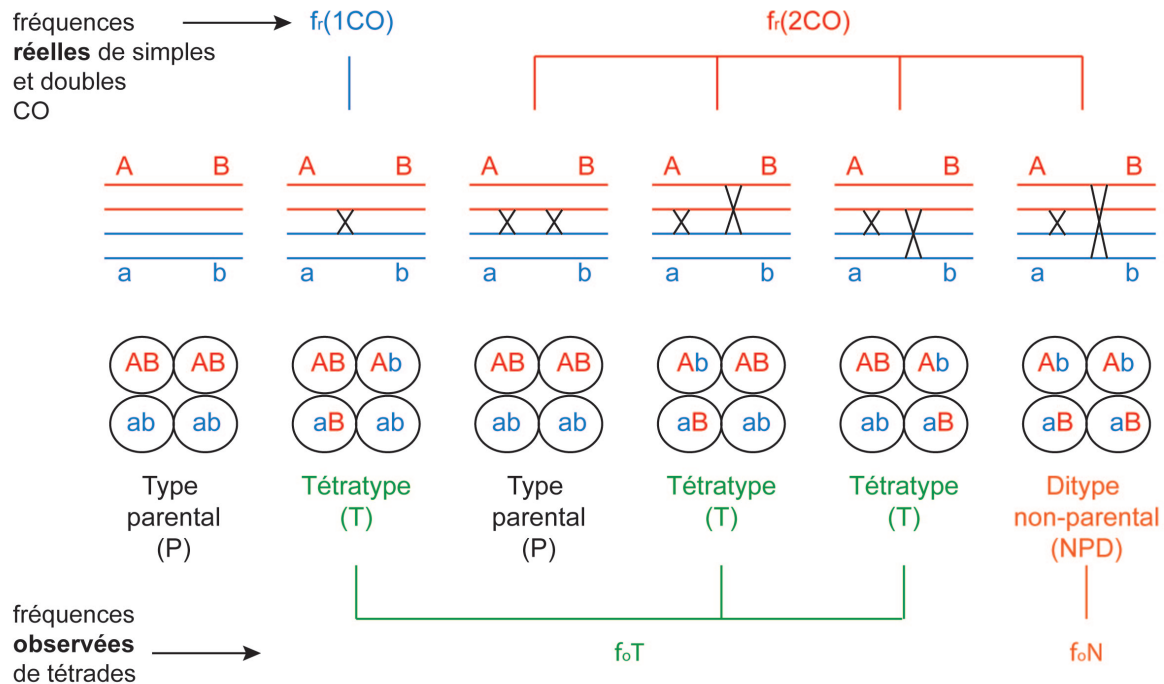 fréquences
réelles de simples
et doubles
CO
fr(1CO)
fr(2CO)
A B
A B
A B
A B
A B
A B
a b
a b
a b
a b
a b
a b
AB AB
AB Ab
AB AB
Ab AB
AB Ab
Ab Ab
ab ab
aB ab
ab ab
aB ab
ab aB
aB aB
Type
parental
(P)
Tétratype
(T)
Type
parental
(P)
Tétratype
(T)
Tétratype
(T)
Ditype
non-parental
(NPD)
fréquences
observées
de tétrades
foT
foN